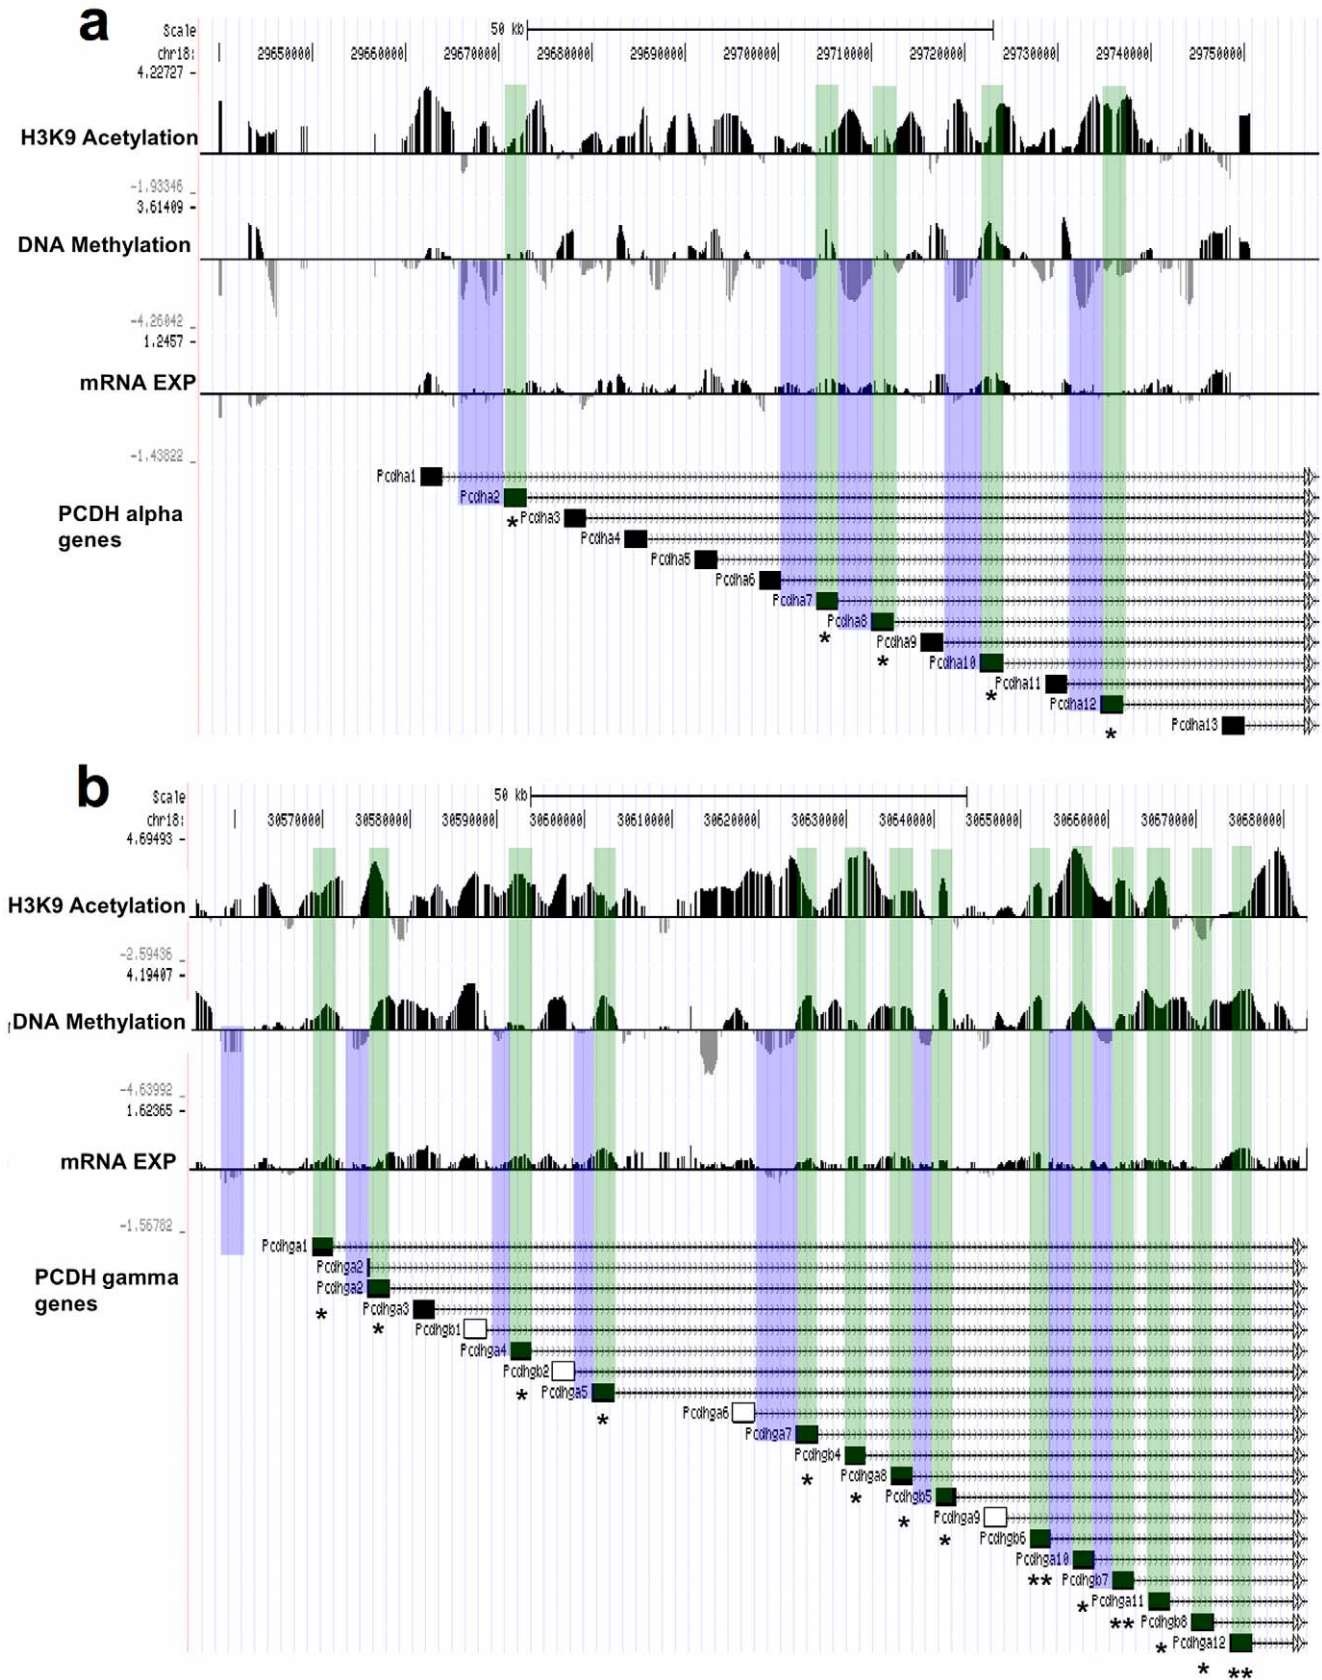 a
Scale
50 kb
chr18:
29650000
29660000
29670000
29680000
29690000
29700000
29710000
29720000
29730000
29740000
29750000
4.22727 -
H3K9 Acetylation
-1.93346 _
3.61409 -
DNA Methylation
-4.26042 _
1.2457 -
mRNA EXP
-1.43822 _
PCDH alpha
genes
Pcdha1
Pcdha2
*
Pcdha3
Pcdha4
Pcdha5
Pcdha6
Pcdha7
*
Pcdha8
*
Pcdha9
Pcdha10
*
Pcdha11
Pcdha12
*
Pcdha13
b
Scale
50 kb
chr18:
30570000
30580000
30590000
30600000
30610000
30620000
30630000
30640000
30650000
30660000
30670000
30680000
4.69493 -
H3K9 Acetylation
-2.59436 _
4.19407 -
DNA Methylation
-4.63992 _
1.62365 -
mRNA EXP
-1.56782 _
PCDH gamma
genes
Pcdhga1
*
Pcdhga2
Pcdhga2
*
Pcdhga3
Pcdhgb1
Pcdhga4
*
Pcdhgb2
Pcdhga5
*
Pcdhga6
Pcdhga7
*
Pcdhgb4
*
Pcdhga8
*
Pcdhgb5
*
Pcdhga9
Pcdhgb6
**
Pcdhga10
*
Pcdhgb7
**
Pcdhga11
*
Pcdhgb8
*
Pcdhga12
**